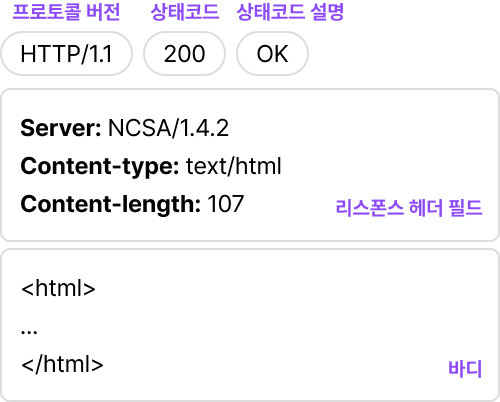 프로토콜 버전 상태코드 상태코드 설명
HTTP/1.1 200 OK
Server: NCSA/1.4.2
Content-type: text/html
Content-length: 107
리스폰스 헤더 필드
<html>
...
</html>
바디